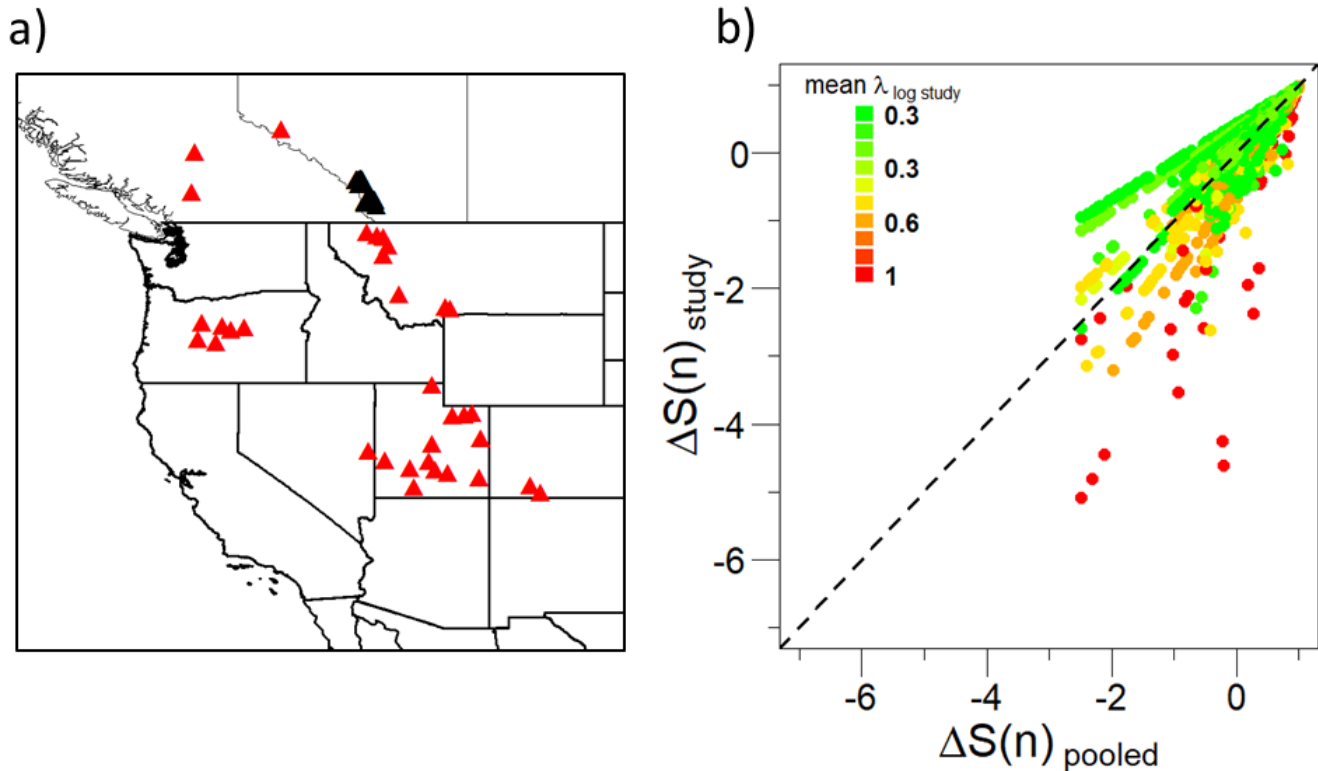 a)
b)
mean λ log study
0.3
0.3
0.6
1
0
-2
-4
-6
ΔS(n) study
-6
-4
-2
0
ΔS(n) pooled